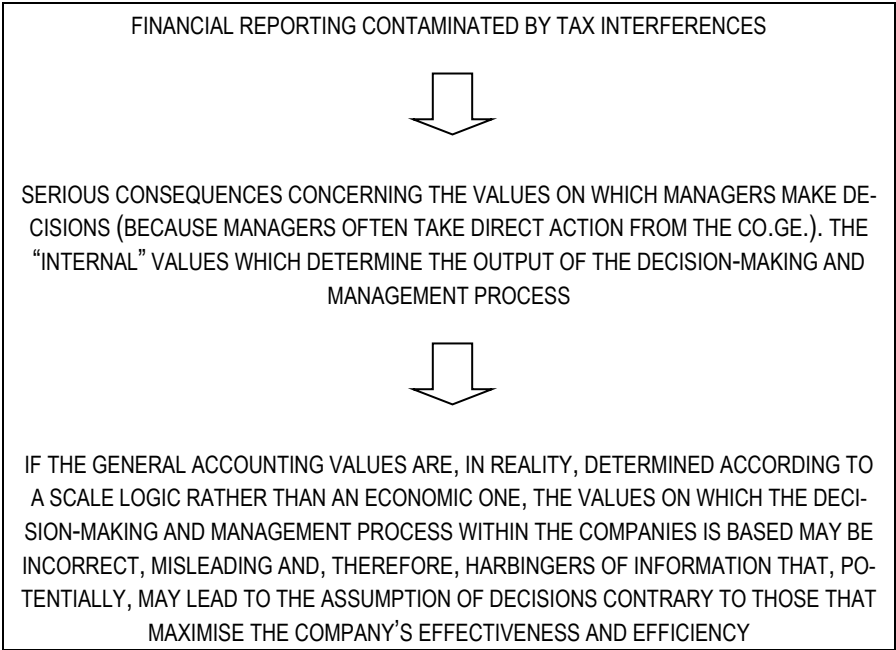 FINANCIAL REPORTING CONTAMINATED BY TAX INTERFERENCES
SERIOUS CONSEQUENCES CONCERNING THE VALUES ON WHICH MANAGERS MAKE DE-
CISIONS (BECAUSE MANAGERS OFTEN TAKE DIRECT ACTION FROM THE CO.GE.). THE
“INTERNAL” VALUES WHICH DETERMINE THE OUTPUT OF THE DECISION-MAKING AND
MANAGEMENT PROCESS
IF THE GENERAL ACCOUNTING VALUES ARE, IN REALITY, DETERMINED ACCORDING TO
A SCALE LOGIC RATHER THAN AN ECONOMIC ONE, THE VALUES ON WHICH THE DECI-
SION-MAKING AND MANAGEMENT PROCESS WITHIN THE COMPANIES IS BASED MAY BE
INCORRECT, MISLEADING AND, THEREFORE, HARBINGERS OF INFORMATION THAT, PO-
TENTIALLY, MAY LEAD TO THE ASSUMPTION OF DECISIONS CONTRARY TO THOSE THAT
MAXIMISE THE COMPANY’S EFFECTIVENESS AND EFFICIENCY